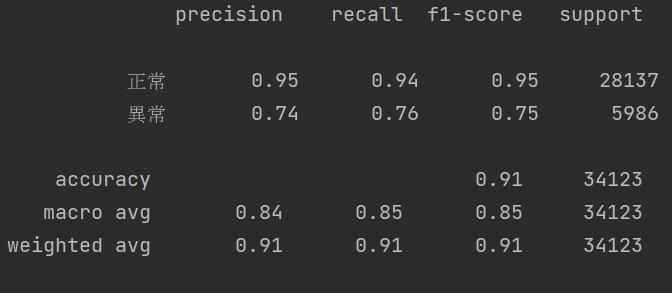 precision recall f1-score support
正常 0.95 0.94 0.95 28137
異常 0.74 0.76 0.75 5986
accuracy 0.91 34123
macro avg 0.84 0.85 0.85 34123
weighted avg 0.91 0.91 0.91 34123